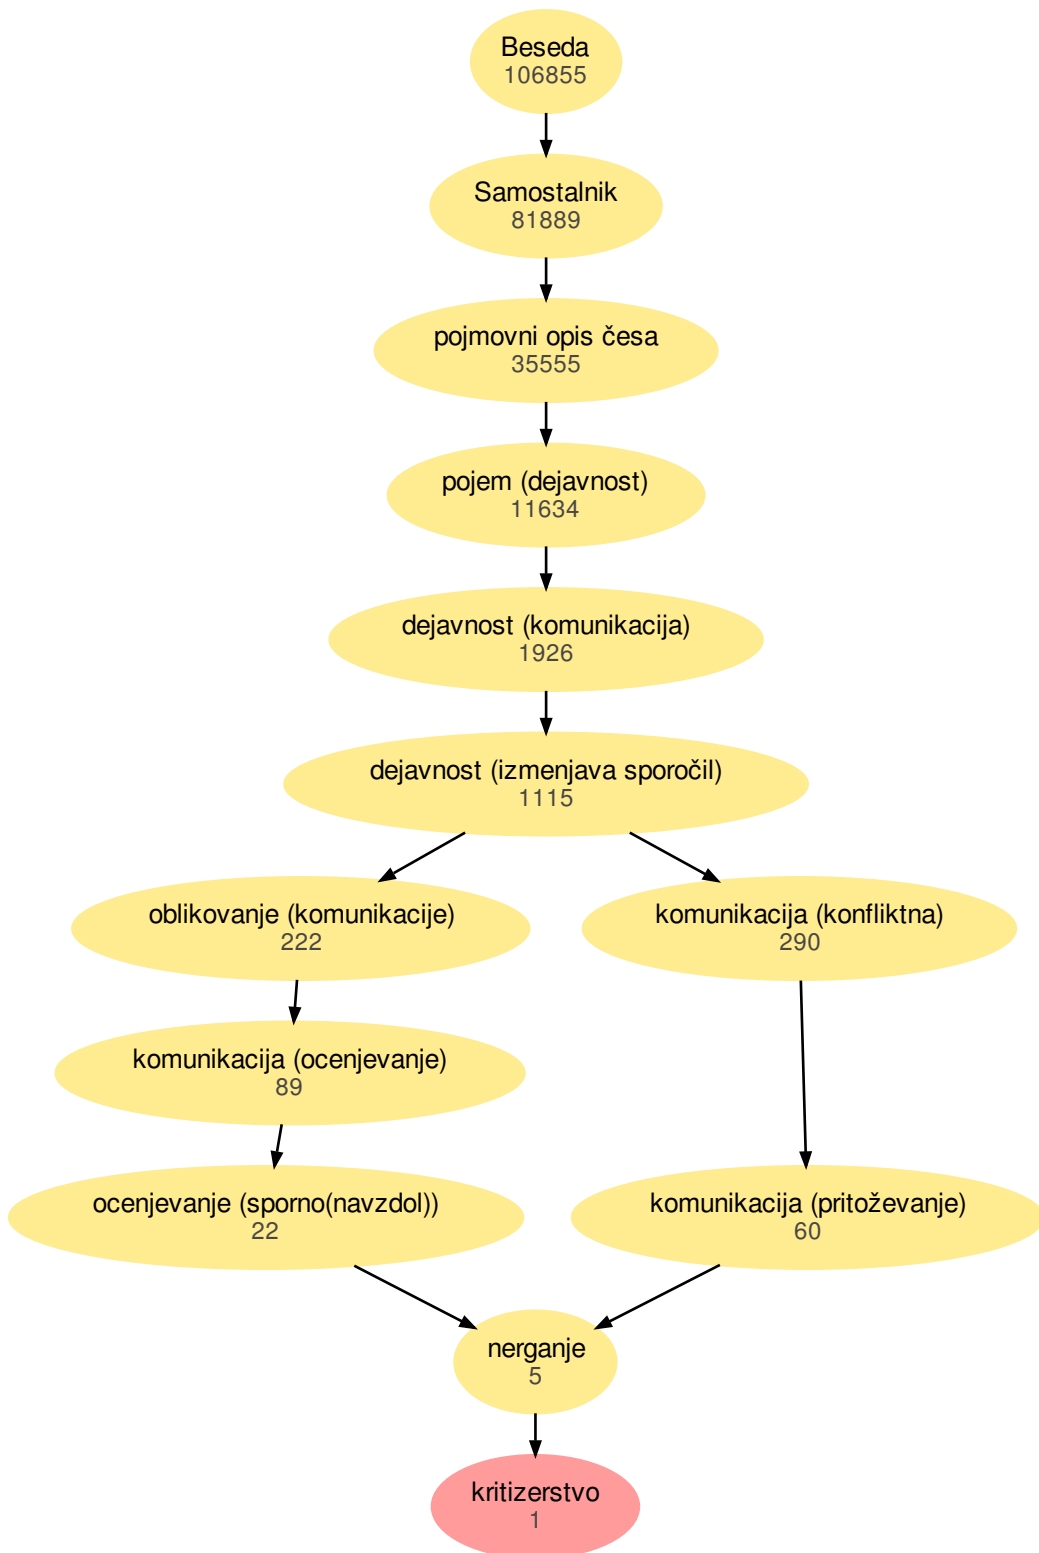 Beseda
106855
Samostalnik
81889
pojmovni opis česa
35555
pojem (dejavnost)
11634
dejavnost (komunikacija)
1926
dejavnost (izmenjava sporočil)
1115
oblikovanje (komunikacije)
222
komunikacija (konfliktna)
290
komunikacija (ocenjevanje)
89
ocenjevanje (sporno(navzdol))
22
komunikacija (pritoževanje)
60
nerganje
5
kritizerstvo
1